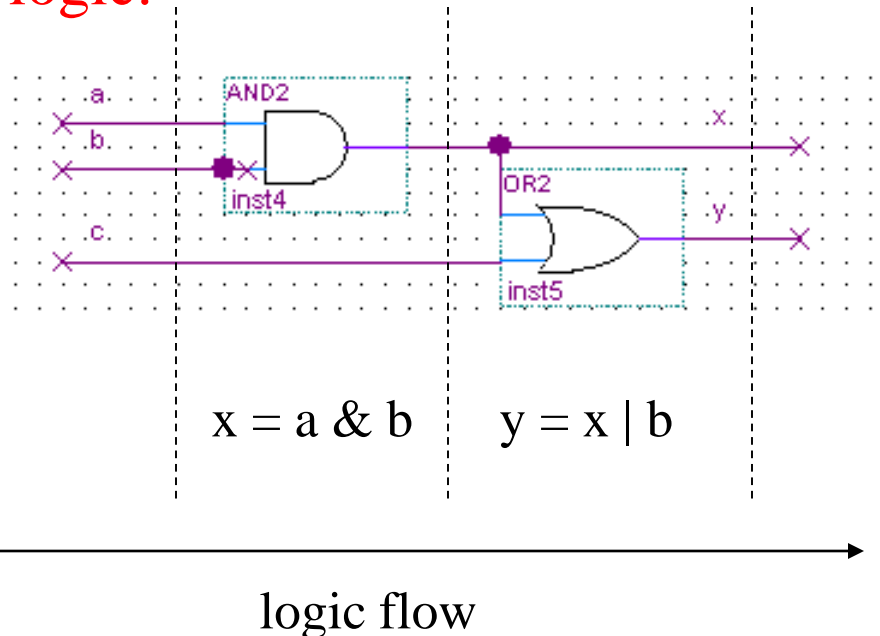 logic.
a
AND2
x
b
inst4
OR2
y
c
inst5
x = a & b
y = x | b
logic flow